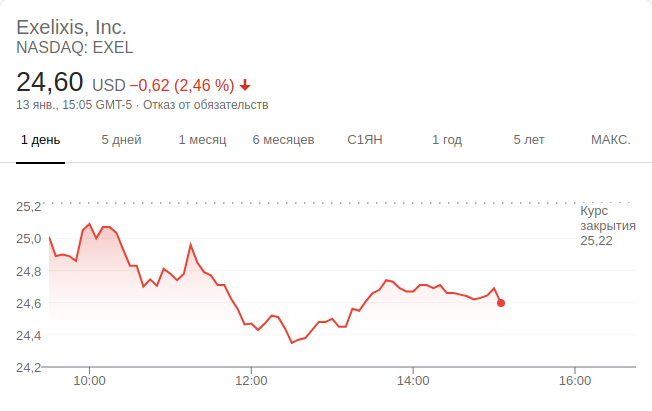 Exelixis, Inc.
NASDAQ: EXEL
24,60 USD −0,62 (2,46 %)
13 янв., 15:05 GMT-5 · Отказ от обязательств
1 день 5 дней 1 месяц 6 месяцев С1ЯН 1 год 5 лет МАКС.
25,2
Курс
закрытия
25,22
25,0
24,8
24,6
24,4
24,2
10:00 12:00 14:00 16:00